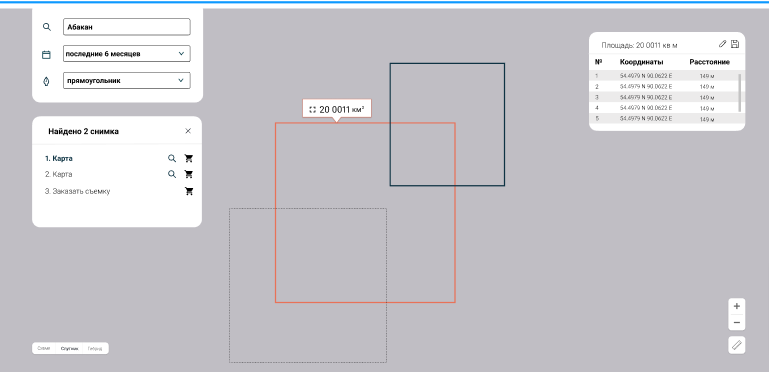 Абакан
последние 6 месяцев
прямоугольник
Найдено 2 снимка
1. Карта
2. Карта
3. Заказать съемку
20 0011 км²
Площадь: 20 0011 кв м
№ Координаты Расстояние
1 54.4979 N 90.0622 E 149 м
2 54.4979 N 90.0622 E 149 м
3 54.4979 N 90.0622 E 149 м
4 54.4979 N 90.0622 E 149 м
5 54.4979 N 90.0622 E 149 м
Схема Спутник Гибрид